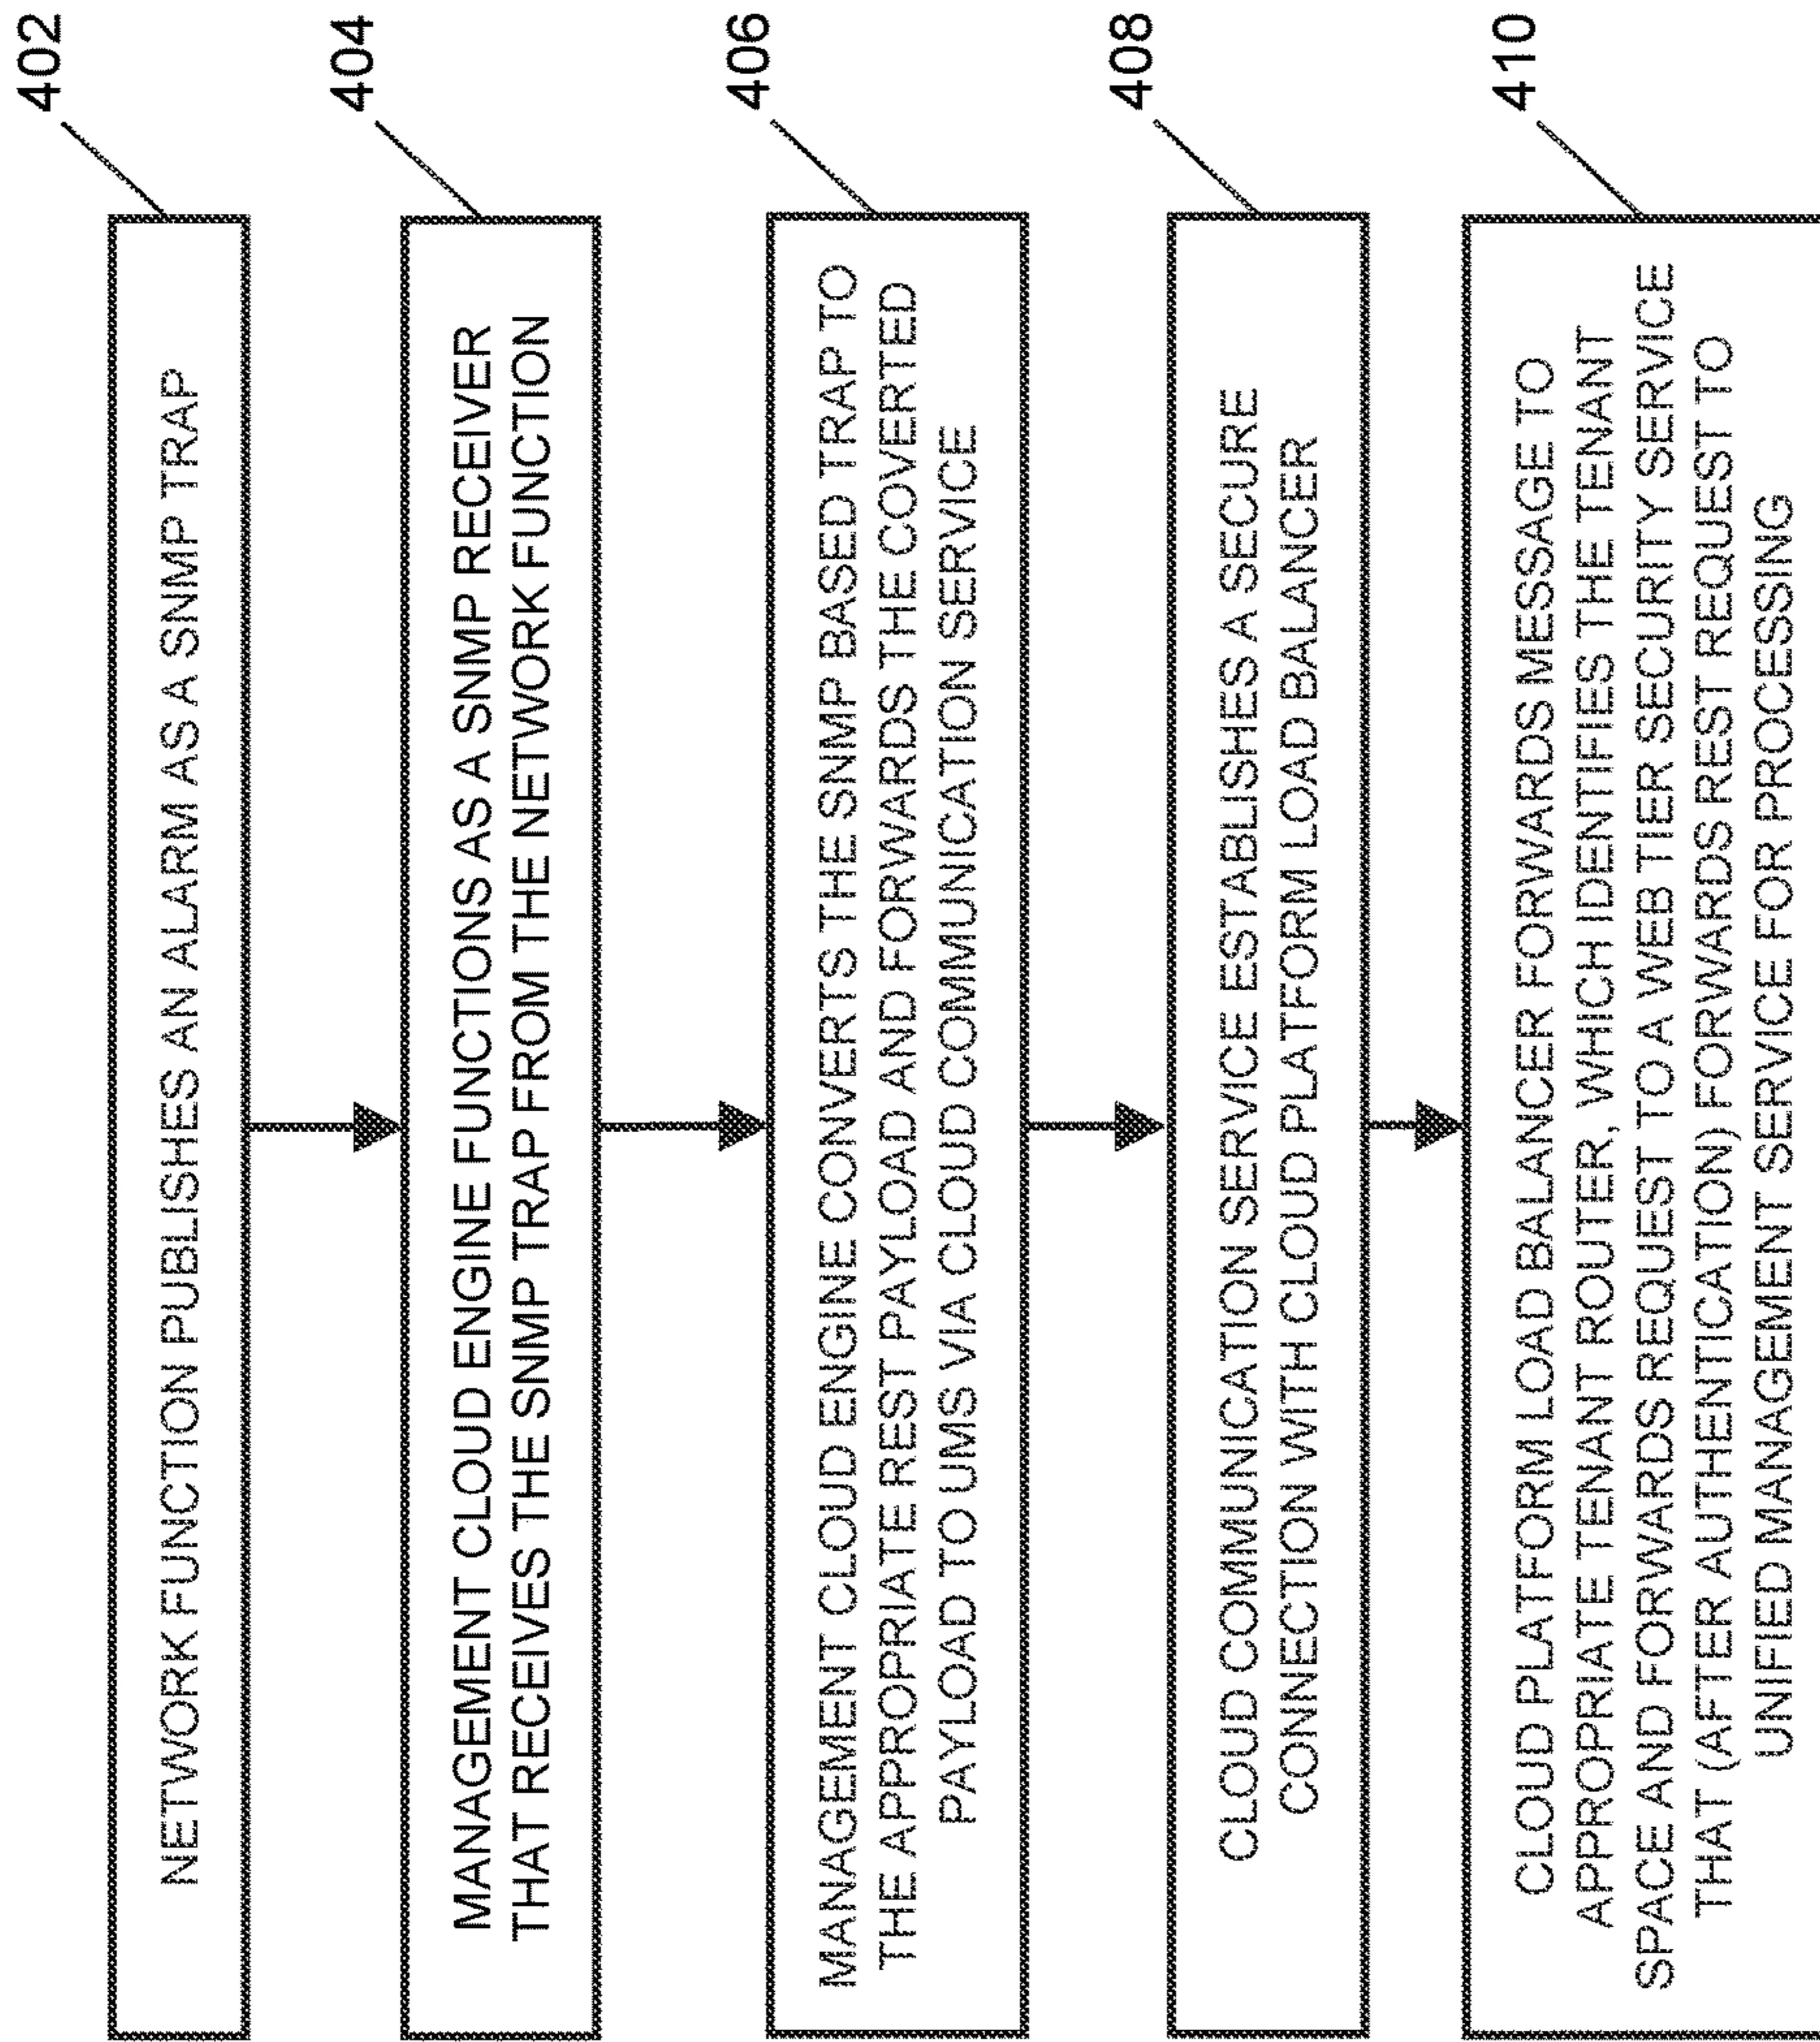 402
NETWORK FUNCTION PUBLISHES AN ALARM AS A SNMP TRAP
404
MANAGEMENT CLOUD ENGINE FUNCTIONS AS A SNMP RECEIVER
THAT RECEIVES THE SNMP TRAP FROM THE NETWORK FUNCTION
406
MANAGEMENT CLOUD ENGINE CONVERTS THE SNMP BASED TRAP TO
THE APPROPRIATE REST PAYLOAD AND FORWARDS THE COVERTED
PAYLOAD TO UMS VIA CLOUD COMMUNICATION SERVICE
408
CLOUD COMMUNICATION SERVICE ESTABLISHES A SECURE
CONNECTION WITH CLOUD PLATFORM LOAD BALANCER
410
CLOUD PLATFORM LOAD BALANCER FORWARDS MESSAGE TO
APPROPRIATE TENANT ROUTER, WHICH IDENTIFIES THE TENANT
SPACE AND FORWARDS REQUEST TO A WEB TIER SECURITY SERVICE
THAT (AFTER AUTHENTICATION) FORWARDS REST REQUEST TO
UNIFIED MANAGEMENT SERVICE FOR PROCESSING